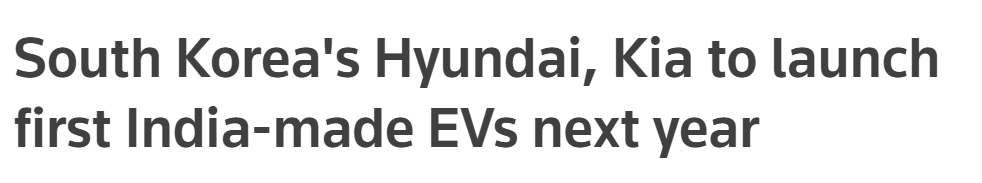 South Korea's Hyundai, Kia to launch
first India-made EVs next year